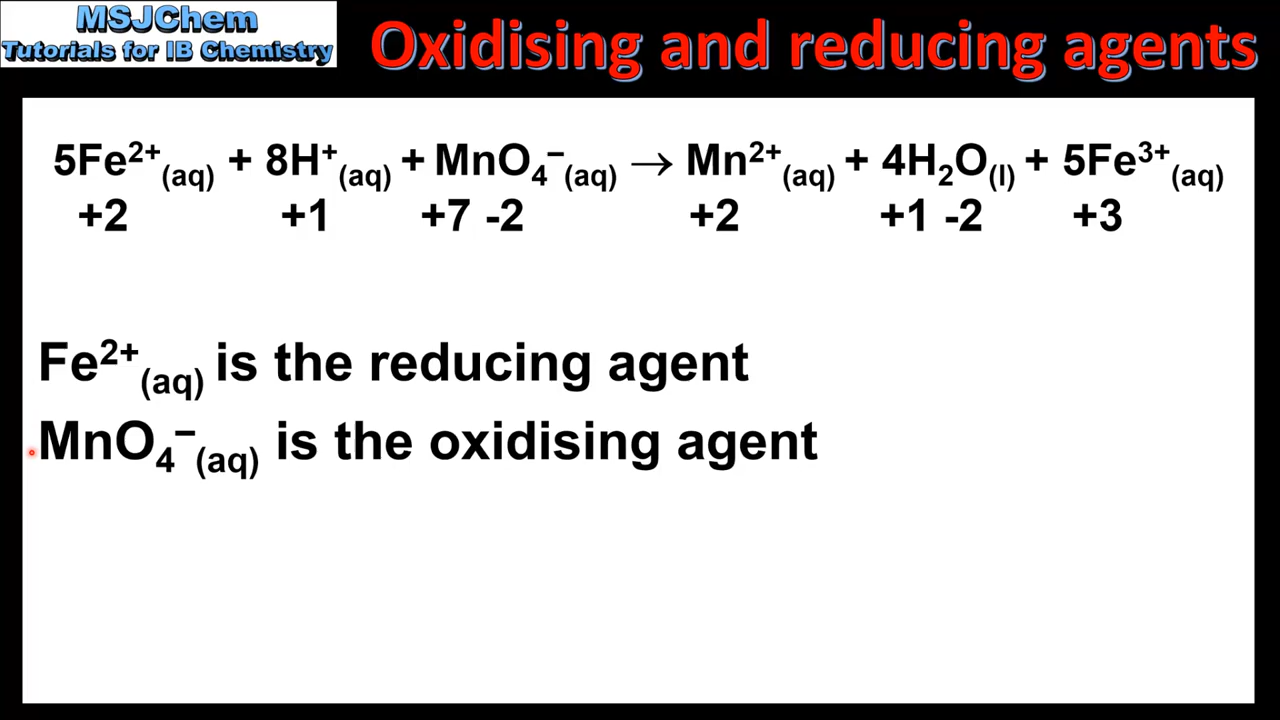 MSJChem
Tutorials for IB Chemistry
Oxidising and reducing agents
5Fe²⁺₍aq₎ + 8H⁺₍aq₎ + MnO₄⁻₍aq₎ → Mn²⁺₍aq₎ + 4H₂O₍l₎ + 5Fe³⁺₍aq₎
+2 +1 +7 -2 +2 +1 -2 +3
Fe²⁺₍aq₎ is the reducing agent
MnO₄⁻₍aq₎ is the oxidising agent